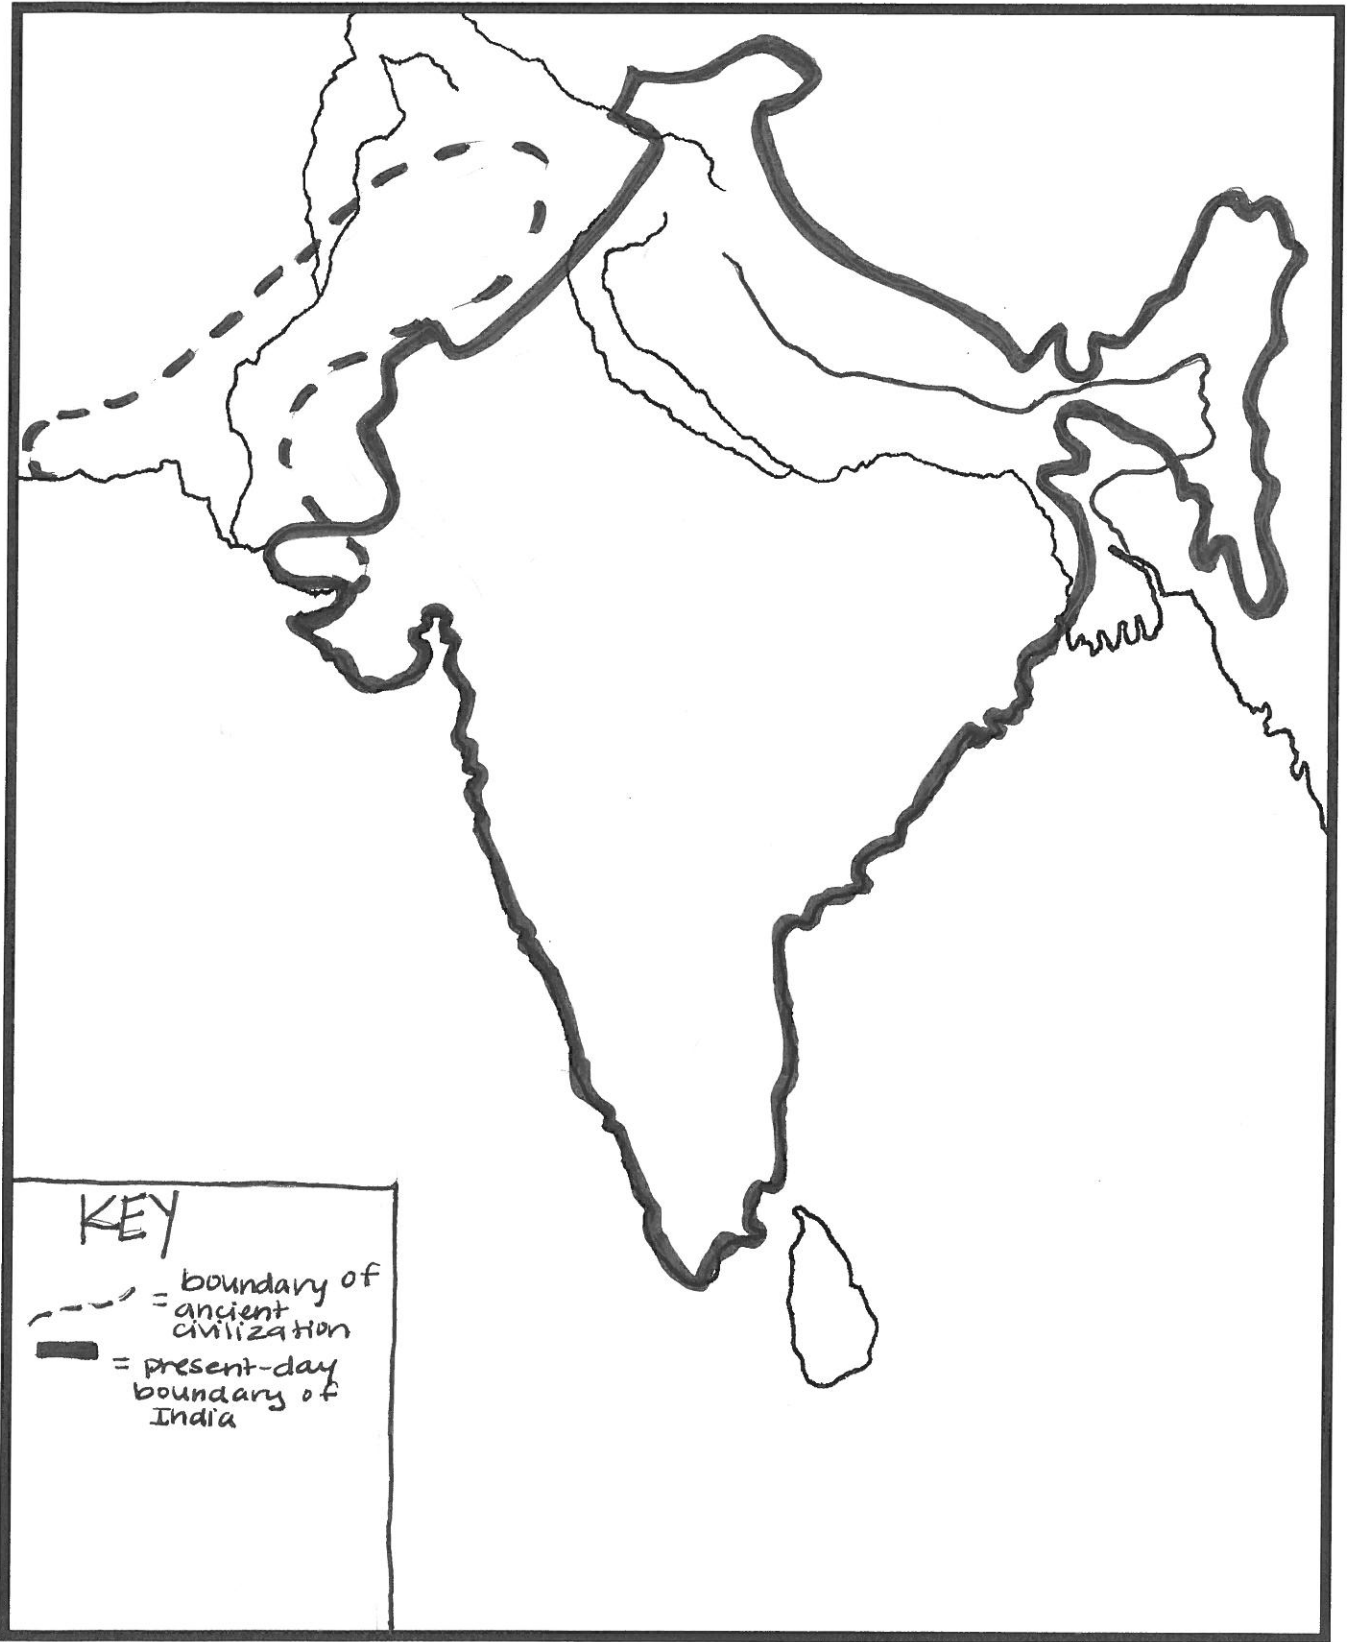 KEY
= boundary of
ancient
civilization
= present-day
boundary of
India